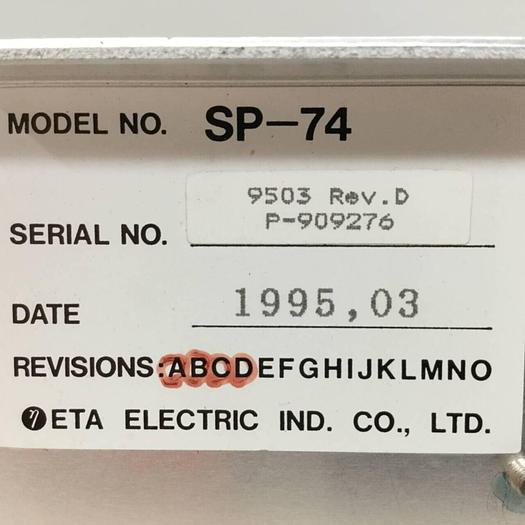 MODEL NO. SP-74
9503 Rev.D
SERIAL NO. P-909276
DATE 1995,03
REVISIONS:ABCDEFGHIJKLMNO
η ETA ELECTRIC IND. CO., LTD.